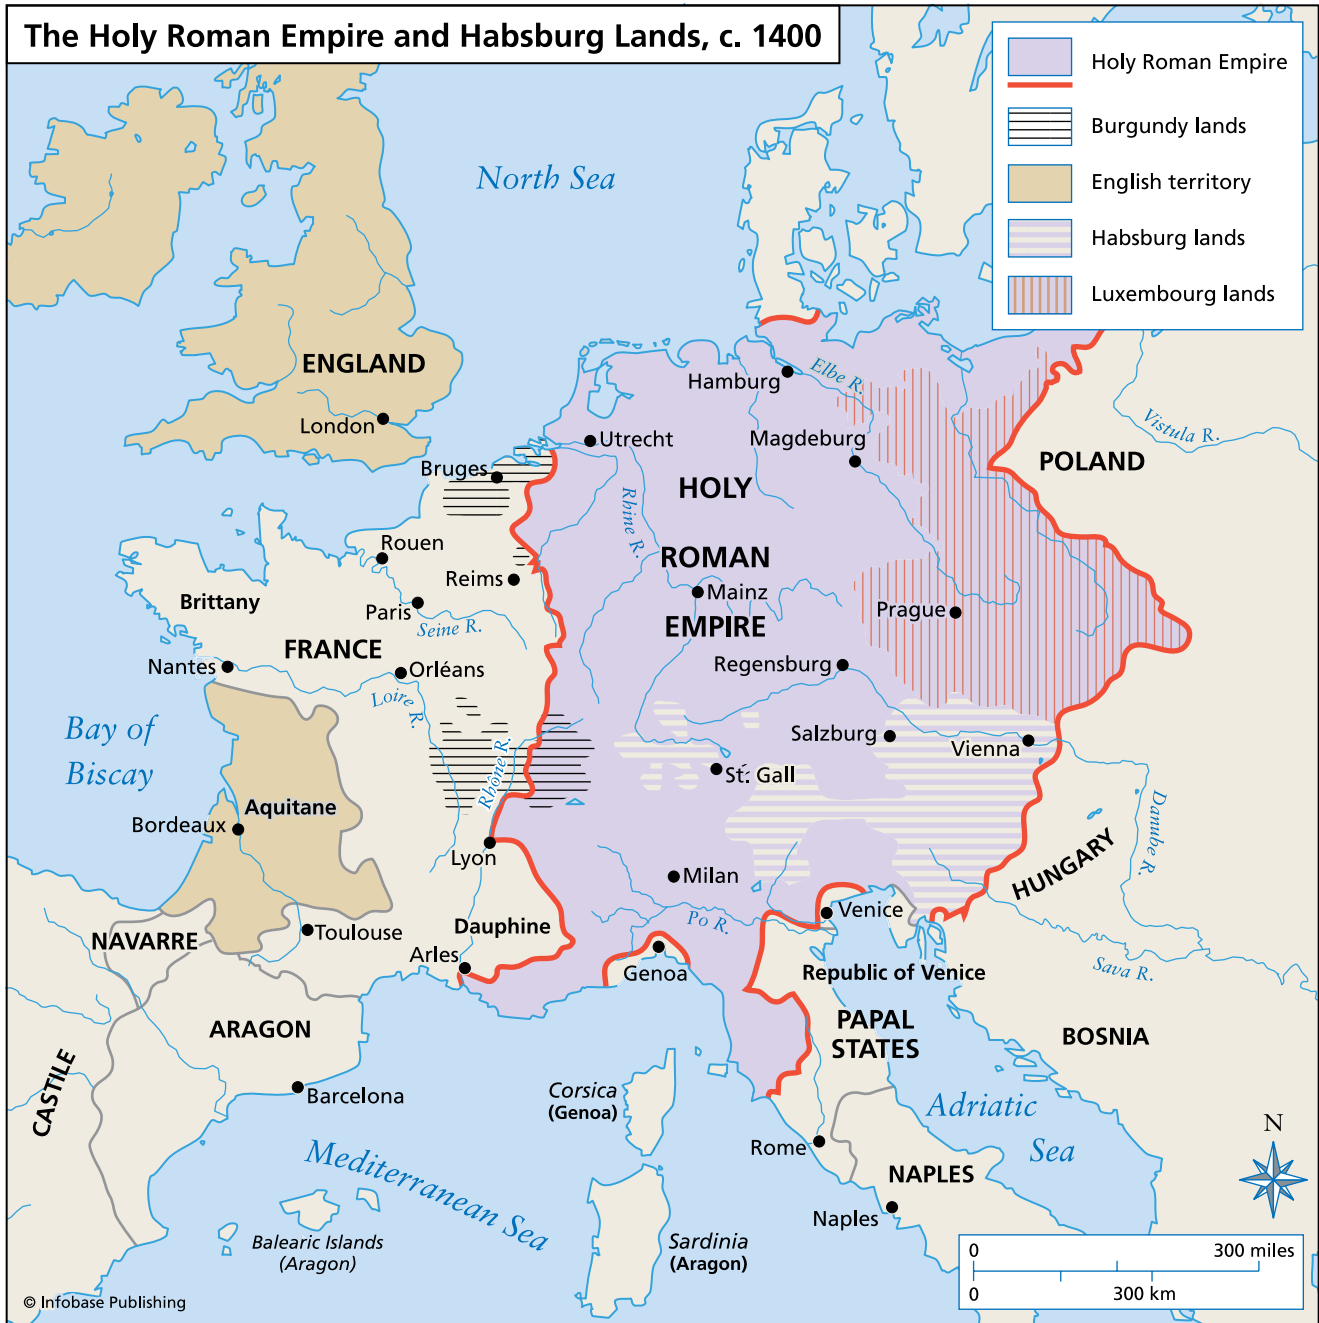 The Holy Roman Empire and Habsburg Lands, c. 1400
Holy Roman Empire
Burgundy lands
English territory
Habsburg lands
Luxembourg lands
North Sea
ENGLAND
London
Hamburg
Elbe R.
Utrecht
Magdeburg
Vistula R.
Bruges
POLAND
HOLY
Rhine R.
Rouen
ROMAN
Reims
Mainz
Brittany
Paris
Prague
Seine R.
EMPIRE
FRANCE
Nantes
Orléans
Regensburg
Loire R.
Bay of
Biscay
Salzburg
Vienna
Rhône R.
St. Gall
Aquitane
Bordeaux
Danube R.
Lyon
HUNGARY
Milan
Venice
Po R.
Dauphine
NAVARRE
Toulouse
Arles
Genoa
Republic of Venice
Sava R.
ARAGON
PAPAL
STATES
BOSNIA
CASTILE
Barcelona
Corsica
(Genoa)
Adriatic
Sea
N
Rome
Mediterranean Sea
NAPLES
Naples
Balearic Islands
(Aragon)
Sardinia
(Aragon)
0 300 miles
0 300 km
© Infobase Publishing